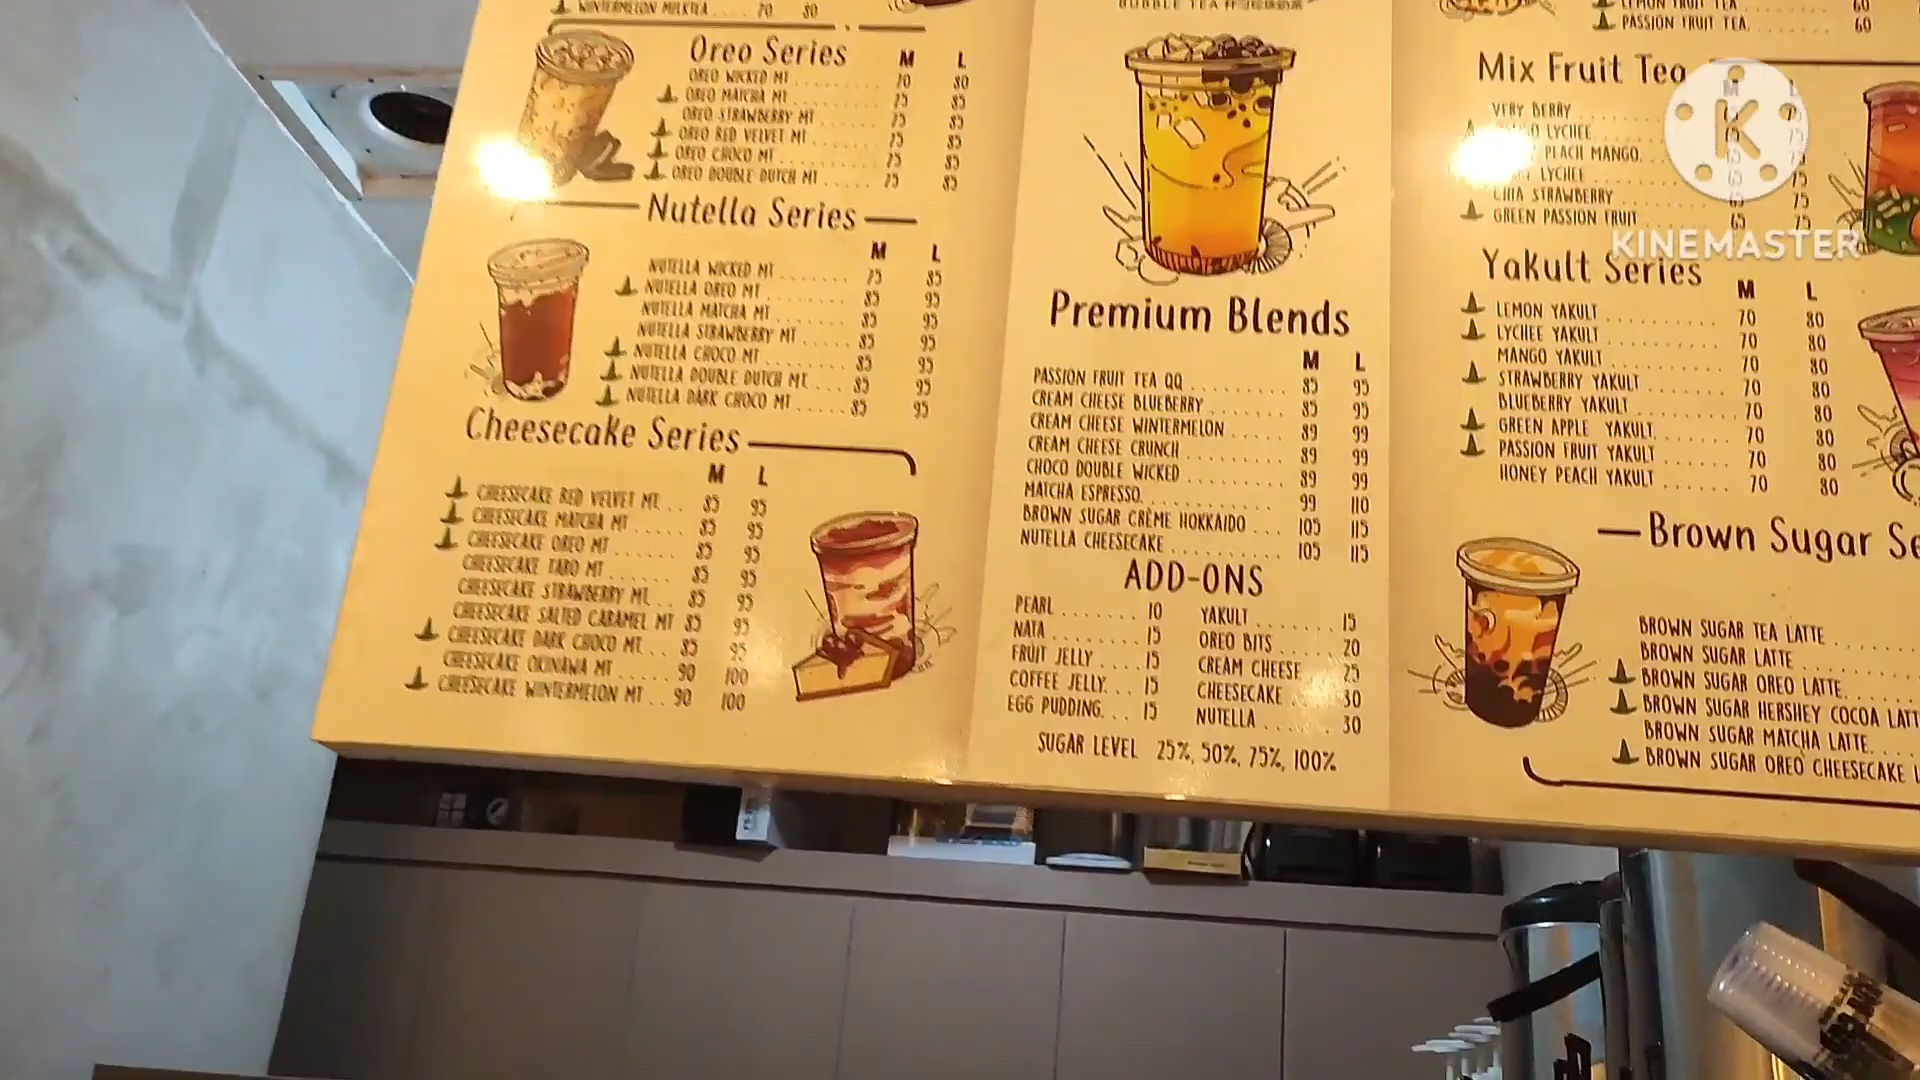 WINTERMELON MILKTEA.... 70 80
Oreo Series M L
OREO WICKED MT ........ 70 80
OREO MATCHA MT ........ 75 85
OREO STRAWBERRY MT ........ 75 85
OREO RED VELVET MT ........ 75 85
OREO CHOCO MT ........ 75 85
OREO DOUBLE DUTCH MT ..... 75 85
Nutella Series
M L
NUTELLA WICKED MT ........ 75 85
NUTELLA OREO MT ........ 85 95
NUTELLA MATCHA MT ........ 85 95
NUTELLA STRAWBERRY MT ....... 85 95
NUTELLA CHOCO MT ........ 85 95
NUTELLA DOUBLE DUTCH MT..... 85 95
NUTELLA DARK CHOCO MT ..... 85 95
Cheesecake Series
M L
CHEESECAKE RED VELVET MT... 85 95
CHEESECAKE MATCHA MT ....... 85 95
CHEESECAKE OREO MT ........ 85 95
CHEESECAKE TARO MT ....... 85 95
CHEESECAKE STRAWBERRY MT... 85 95
CHEESECAKE SALTED CARAMEL MT 85 95
CHEESECAKE DARK CHOCO MT... 85 95
CHEESECAKE OKINAWA MT .... 90 100
CHEESECAKE WINTERMELON MT .. 90 100
BUBBLE TEA
Premium Blends
M L
PASSION FRUIT TEA QQ .......... 85 95
CREAM CHEESE BLUEBERRY ........ 85 95
CREAM CHEESE WINTERMELON ...... 89 99
CREAM CHEESE CRUNCH .......... 89 99
CHOCO DOUBLE WICKED .......... 89 99
MATCHA ESPRESSO............. 99 110
BROWN SUGAR CRÈME HOKKAIDO .... 105 115
NUTELLA CHEESECAKE ........... 105 115
ADD-ONS
PEARL ........ 10 YAKULT ........ 15
NATA ......... 15 OREO BITS ..... 20
FRUIT JELLY .... 15 CREAM CHEESE 25
COFFEE JELLY... 15 CHEESECAKE ... 30
EGG PUDDING... 15 NUTELLA ....... 30
SUGAR LEVEL 25%, 50%, 75%, 100%
LEMON FRUIT TEA 60
PASSION FRUIT TEA. 60
Mix Fruit Tea
M L
VERY BERRY
LYCHEE
PEACH MANGO.
LYCHEE 65 75
CHIA STRAWBERRY 65 75
GREEN PASSION FRUIT 65 75
K
KINEMASTER
Yakult Series
M L
LEMON YAKULT .......... 70 80
LYCHEE YAKULT .......... 70 80
MANGO YAKULT .......... 70 80
STRAWBERRY YAKULT ........ 70 80
BLUEBERRY YAKULT ........ 70 80
GREEN APPLE YAKULT........ 70 80
PASSION FRUIT YAKULT ...... 70 80
HONEY PEACH YAKULT ...... 70 80
Brown Sugar Se
BROWN SUGAR TEA LATTE ......
BROWN SUGAR LATTE .........
BROWN SUGAR OREO LATTE......
BROWN SUGAR HERSHEY COCOA LATT
BROWN SUGAR MATCHA LATTE....
BROWN SUGAR OREO CHEESECAKE L